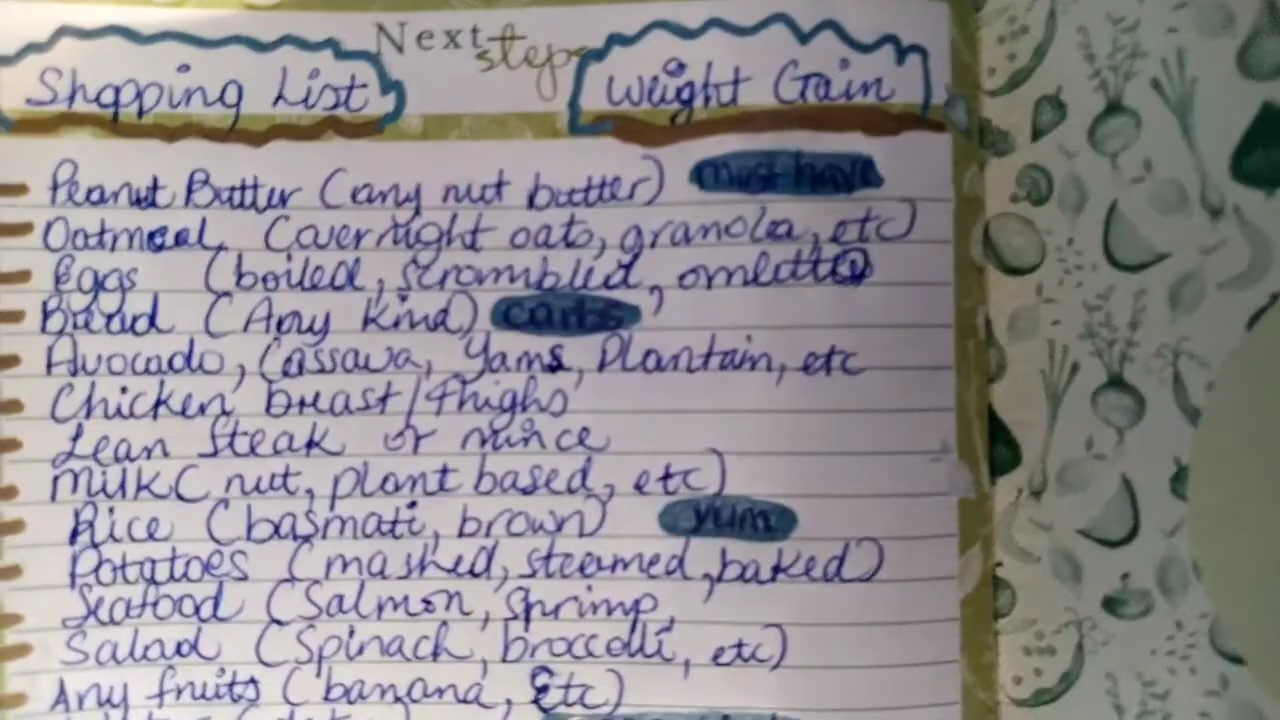 Next steps
Shopping List
Weight Gain
Peanut Butter (any nut butter) must have
Oatmeal (overnight oats, granola, etc)
Eggs (boiled, scrambled, omlette)
Bread (Any Kind), carbs
Avocado, Cassava, Yams, Plantain, etc
Chicken breast/thighs
Lean Steak or mince
Milk (nut, plant based, etc)
Rice (basmati, brown) yum
Potatoes (mashed, steamed, baked)
Seafood (Salmon, Shrimp,
Salad (Spinach, broccolli, etc)
Any fruits (banana, Etc)